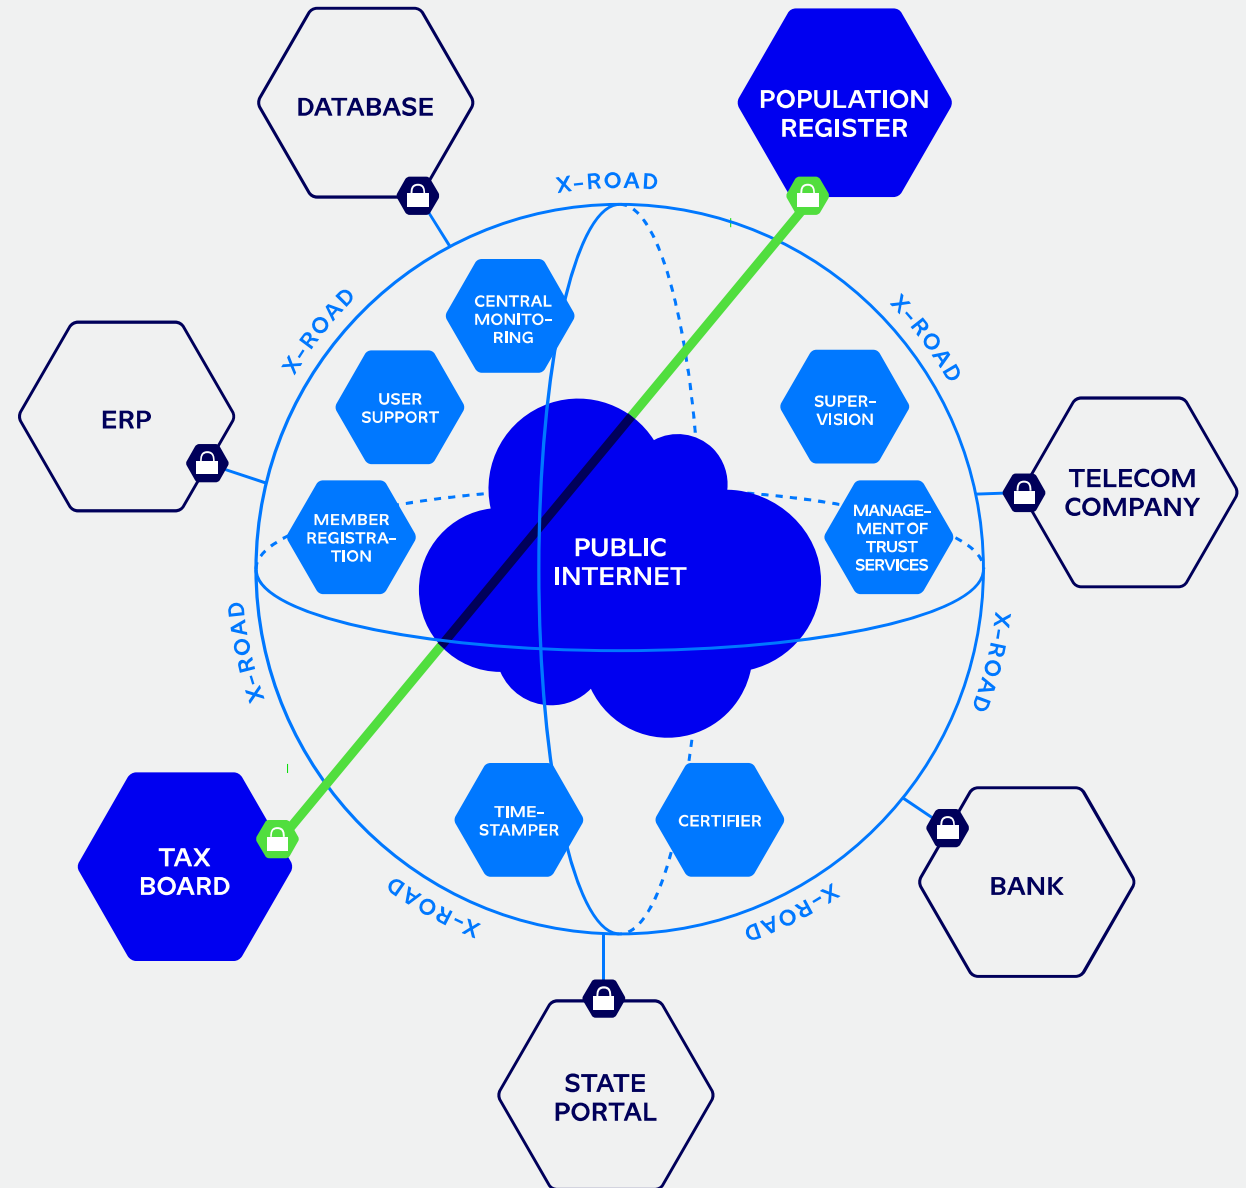 DATABASE
POPULATION
REGISTER
X-ROAD
CENTRAL
MONITO-
RING
X-ROAD
X-ROAD
USER
SUPPORT
SUPER-
VISION
ERP
TELECOM
COMPANY
MEMBER
REGISTRA-
TION
MANAGE-
MENT OF
TRUST
SERVICES
PUBLIC
INTERNET
X-ROAD
X-ROAD
TIME-
STAMPER
CERTIFIER
TAX
BOARD
BANK
X-ROAD
X-ROAD
STATE
PORTAL